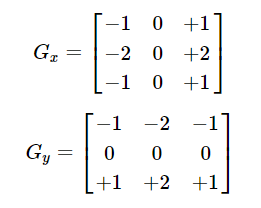 −1 0 +1
Gx = −2 0 +2
−1 0 +1
−1 −2 −1
Gy = 0 0 0
+1 +2 +1